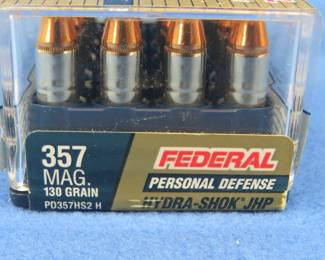 357
MAG.
130 GRAIN
PD357HS2 H
FEDERAL
PERSONAL DEFENSE
HYDRA-SHOK JHP